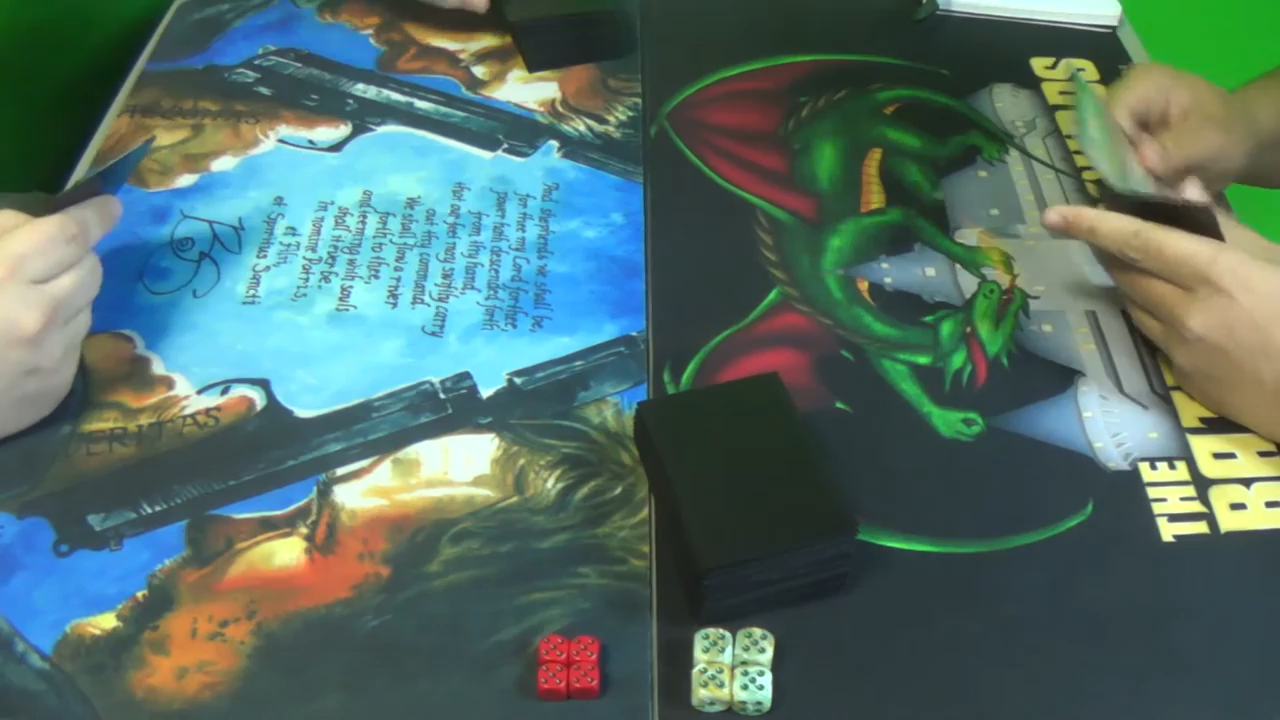 AEQUITAS
And shepherds we shall be,
for thee my Lord for thee,
power hath descended forth
from thy hand,
that our feet may swiftly carry
out thy command.
We shall flow a river
forth to thee,
and teeming with souls
shall it ever be.
In nomine Patris,
et Filii
et Spiritus Sancti
VERITAS
THE